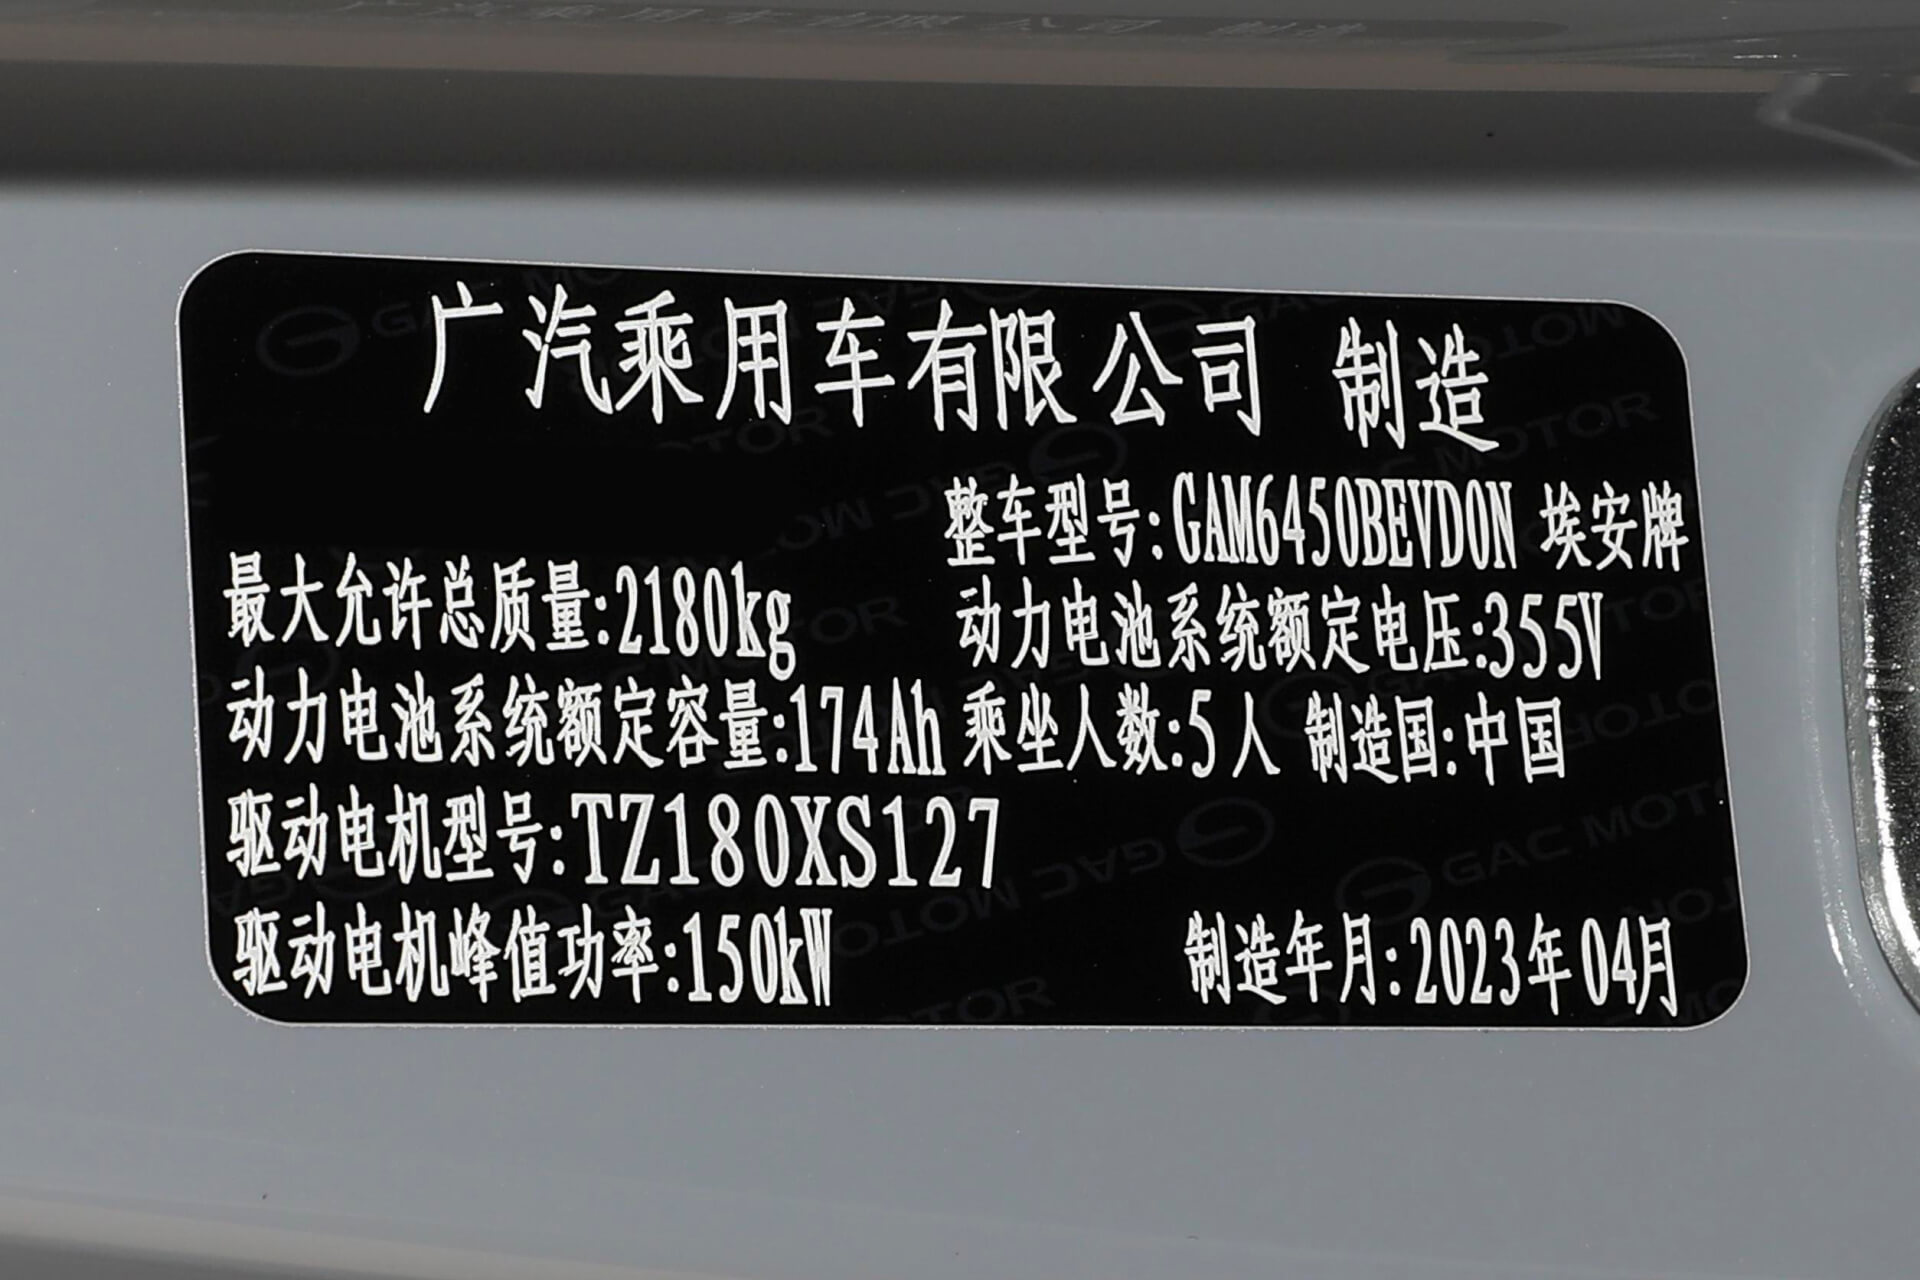 广汽乘用车有限公司 制造
整车型号:GAM6450BEVD0N 埃安牌
最大允许总质量:2180kg 动力电池系统额定电压:355V
动力电池系统额定容量:174Ah 乘坐人数:5人 制造国:中国
驱动电机型号:TZ180XS127
驱动电机峰值功率:150kW 制造年月:2023年04月